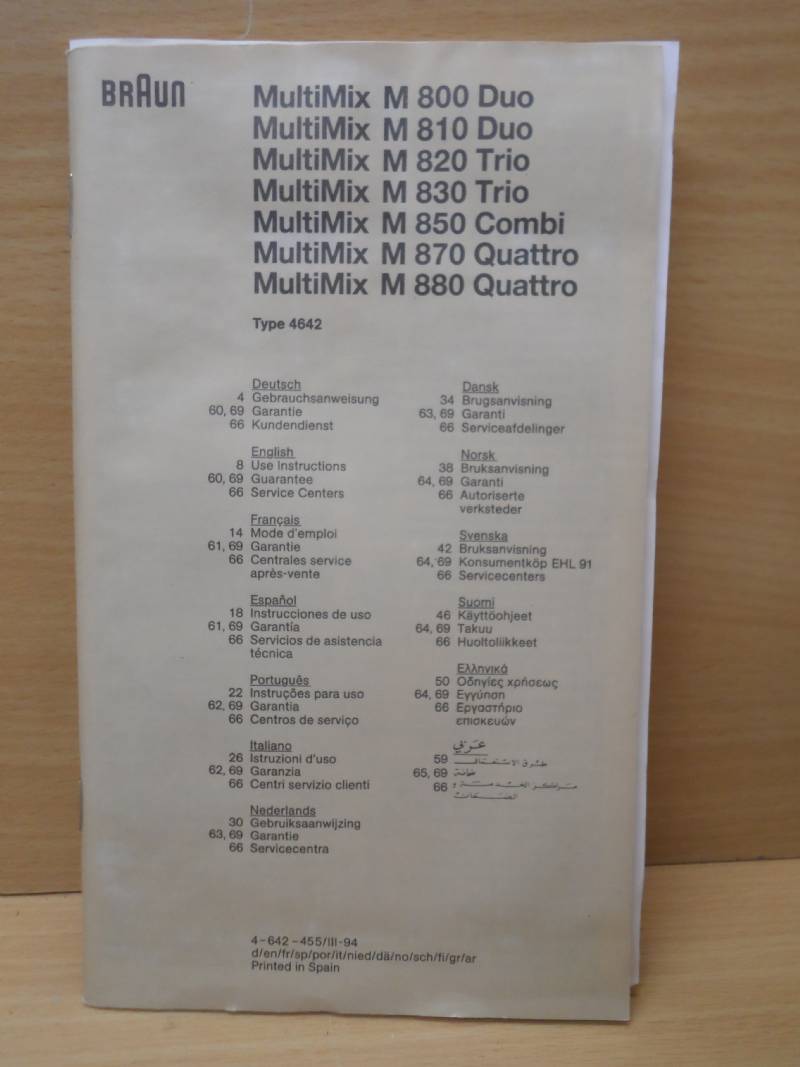 BRAUN
MultiMix M 800 Duo
MultiMix M 810 Duo
MultiMix M 820 Trio
MultiMix M 830 Trio
MultiMix M 850 Combi
MultiMix M 870 Quattro
MultiMix M 880 Quattro
Type 4642
Deutsch
4 Gebrauchsanweisung
60, 69 Garantie
66 Kundendienst
English
8 Use Instructions
60, 69 Guarantee
66 Service Centers
Français
14 Mode d'emploi
61, 69 Garantie
66 Centrales service
après-vente
Español
18 Instrucciones de uso
61, 69 Garantía
66 Servicios de asistencia
técnica
Português
22 Instruções para uso
62, 69 Garantia
66 Centros de serviço
Italiano
26 Istruzioni d'uso
62, 69 Garanzia
66 Centri servizio clienti
Nederlands
30 Gebruiksaanwijzing
63, 69 Garantie
66 Servicecentra
Dansk
34 Brugsanvisning
63, 69 Garanti
66 Serviceafdelinger
Norsk
38 Bruksanvisning
64, 69 Garanti
66 Autoriserte
verksteder
Svenska
42 Bruksanvisning
64, 69 Konsumentköp EHL 91
66 Servicecenters
Suomi
46 Käyttöohjeet
64, 69 Takuu
66 Huoltoliikkeet
Ελληνικά
50 Οδηγίες χρήσεως
64, 69 Εγγύηση
66 Εργαστήριο
επισκευών
عربي
59
65, 69
66
4-642-455/III-94
d/en/fr/sp/por/it/nied/dä/no/sch/fi/gr/ar
Printed in Spain